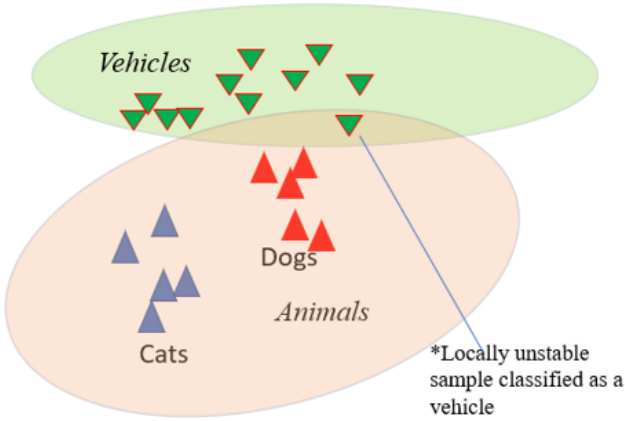 Vehicles
Dogs
Animals
Cats
*Locally unstable
sample classified as a
vehicle